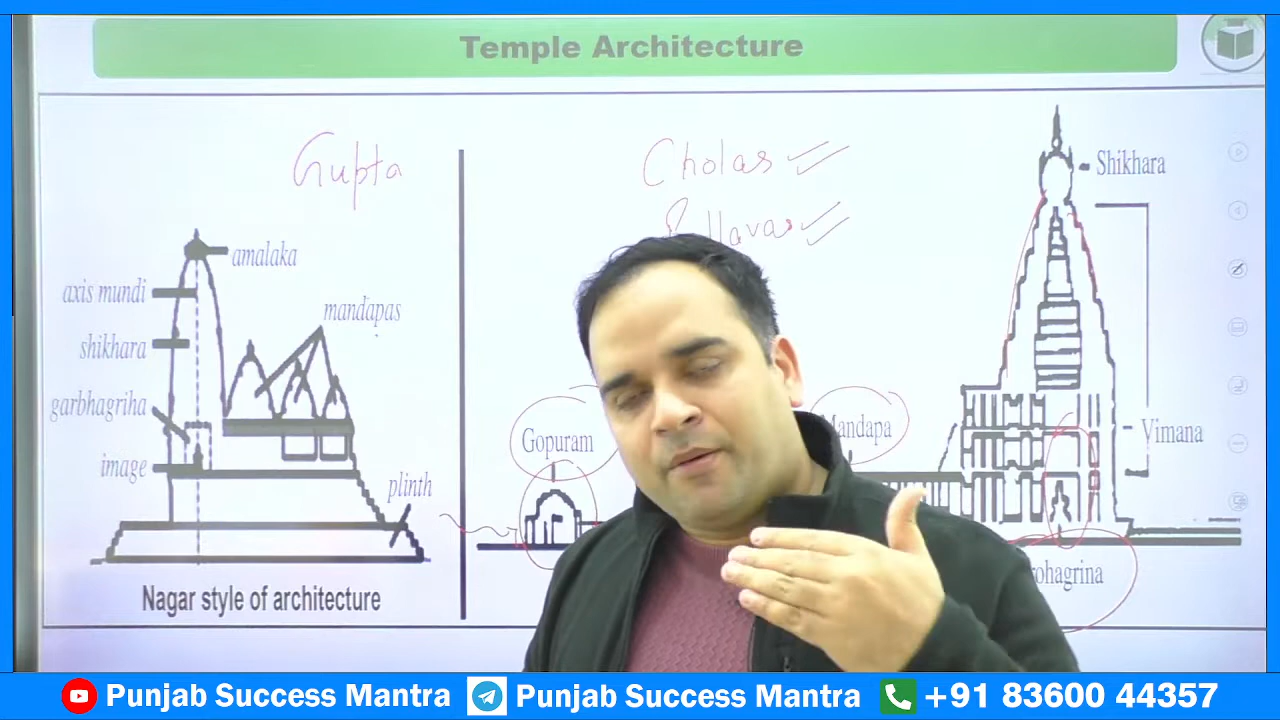 Temple Architecture
Gupta
amalaka
axis mundi
mandapas
shikhara
garbhagriha
image
plinth
Nagar style of architecture
Cholas
Shikhara
Gopuram
Mandapa
Vimana
Punjab Success Mantra
Punjab Success Mantra
+91 83600 44357